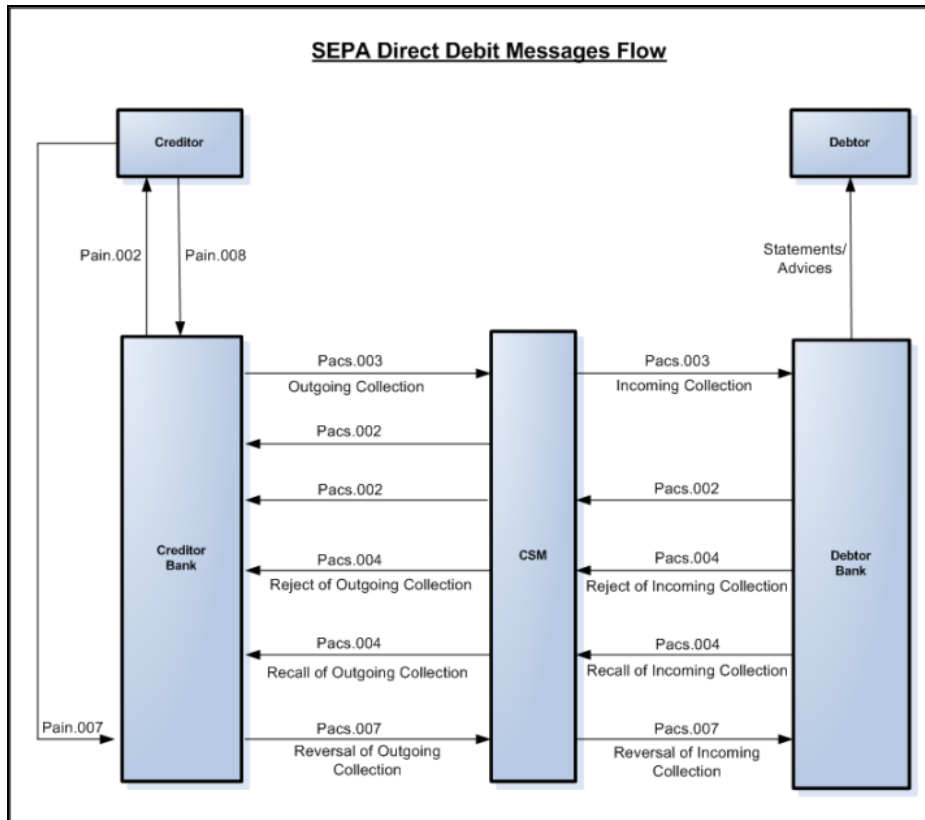 SEPA Direct Debit Messages Flow
Creditor
Debtor
Pain.002
Pain.008
Statements/
Advices
Pacs.003
Outgoing Collection
Pacs.003
Incoming Collection
Pacs.002
Pacs.002
Pacs.002
Creditor
Bank
CSM
Debtor
Bank
Pacs.004
Reject of Outgoing Collection
Pacs.004
Reject of Incoming Collection
Pacs.004
Recall of Outgoing Collection
Pacs.004
Recall of Incoming Collection
Pain.007
Pacs.007
Reversal of Outgoing
Collection
Pacs.007
Reversal of Incoming
Collection